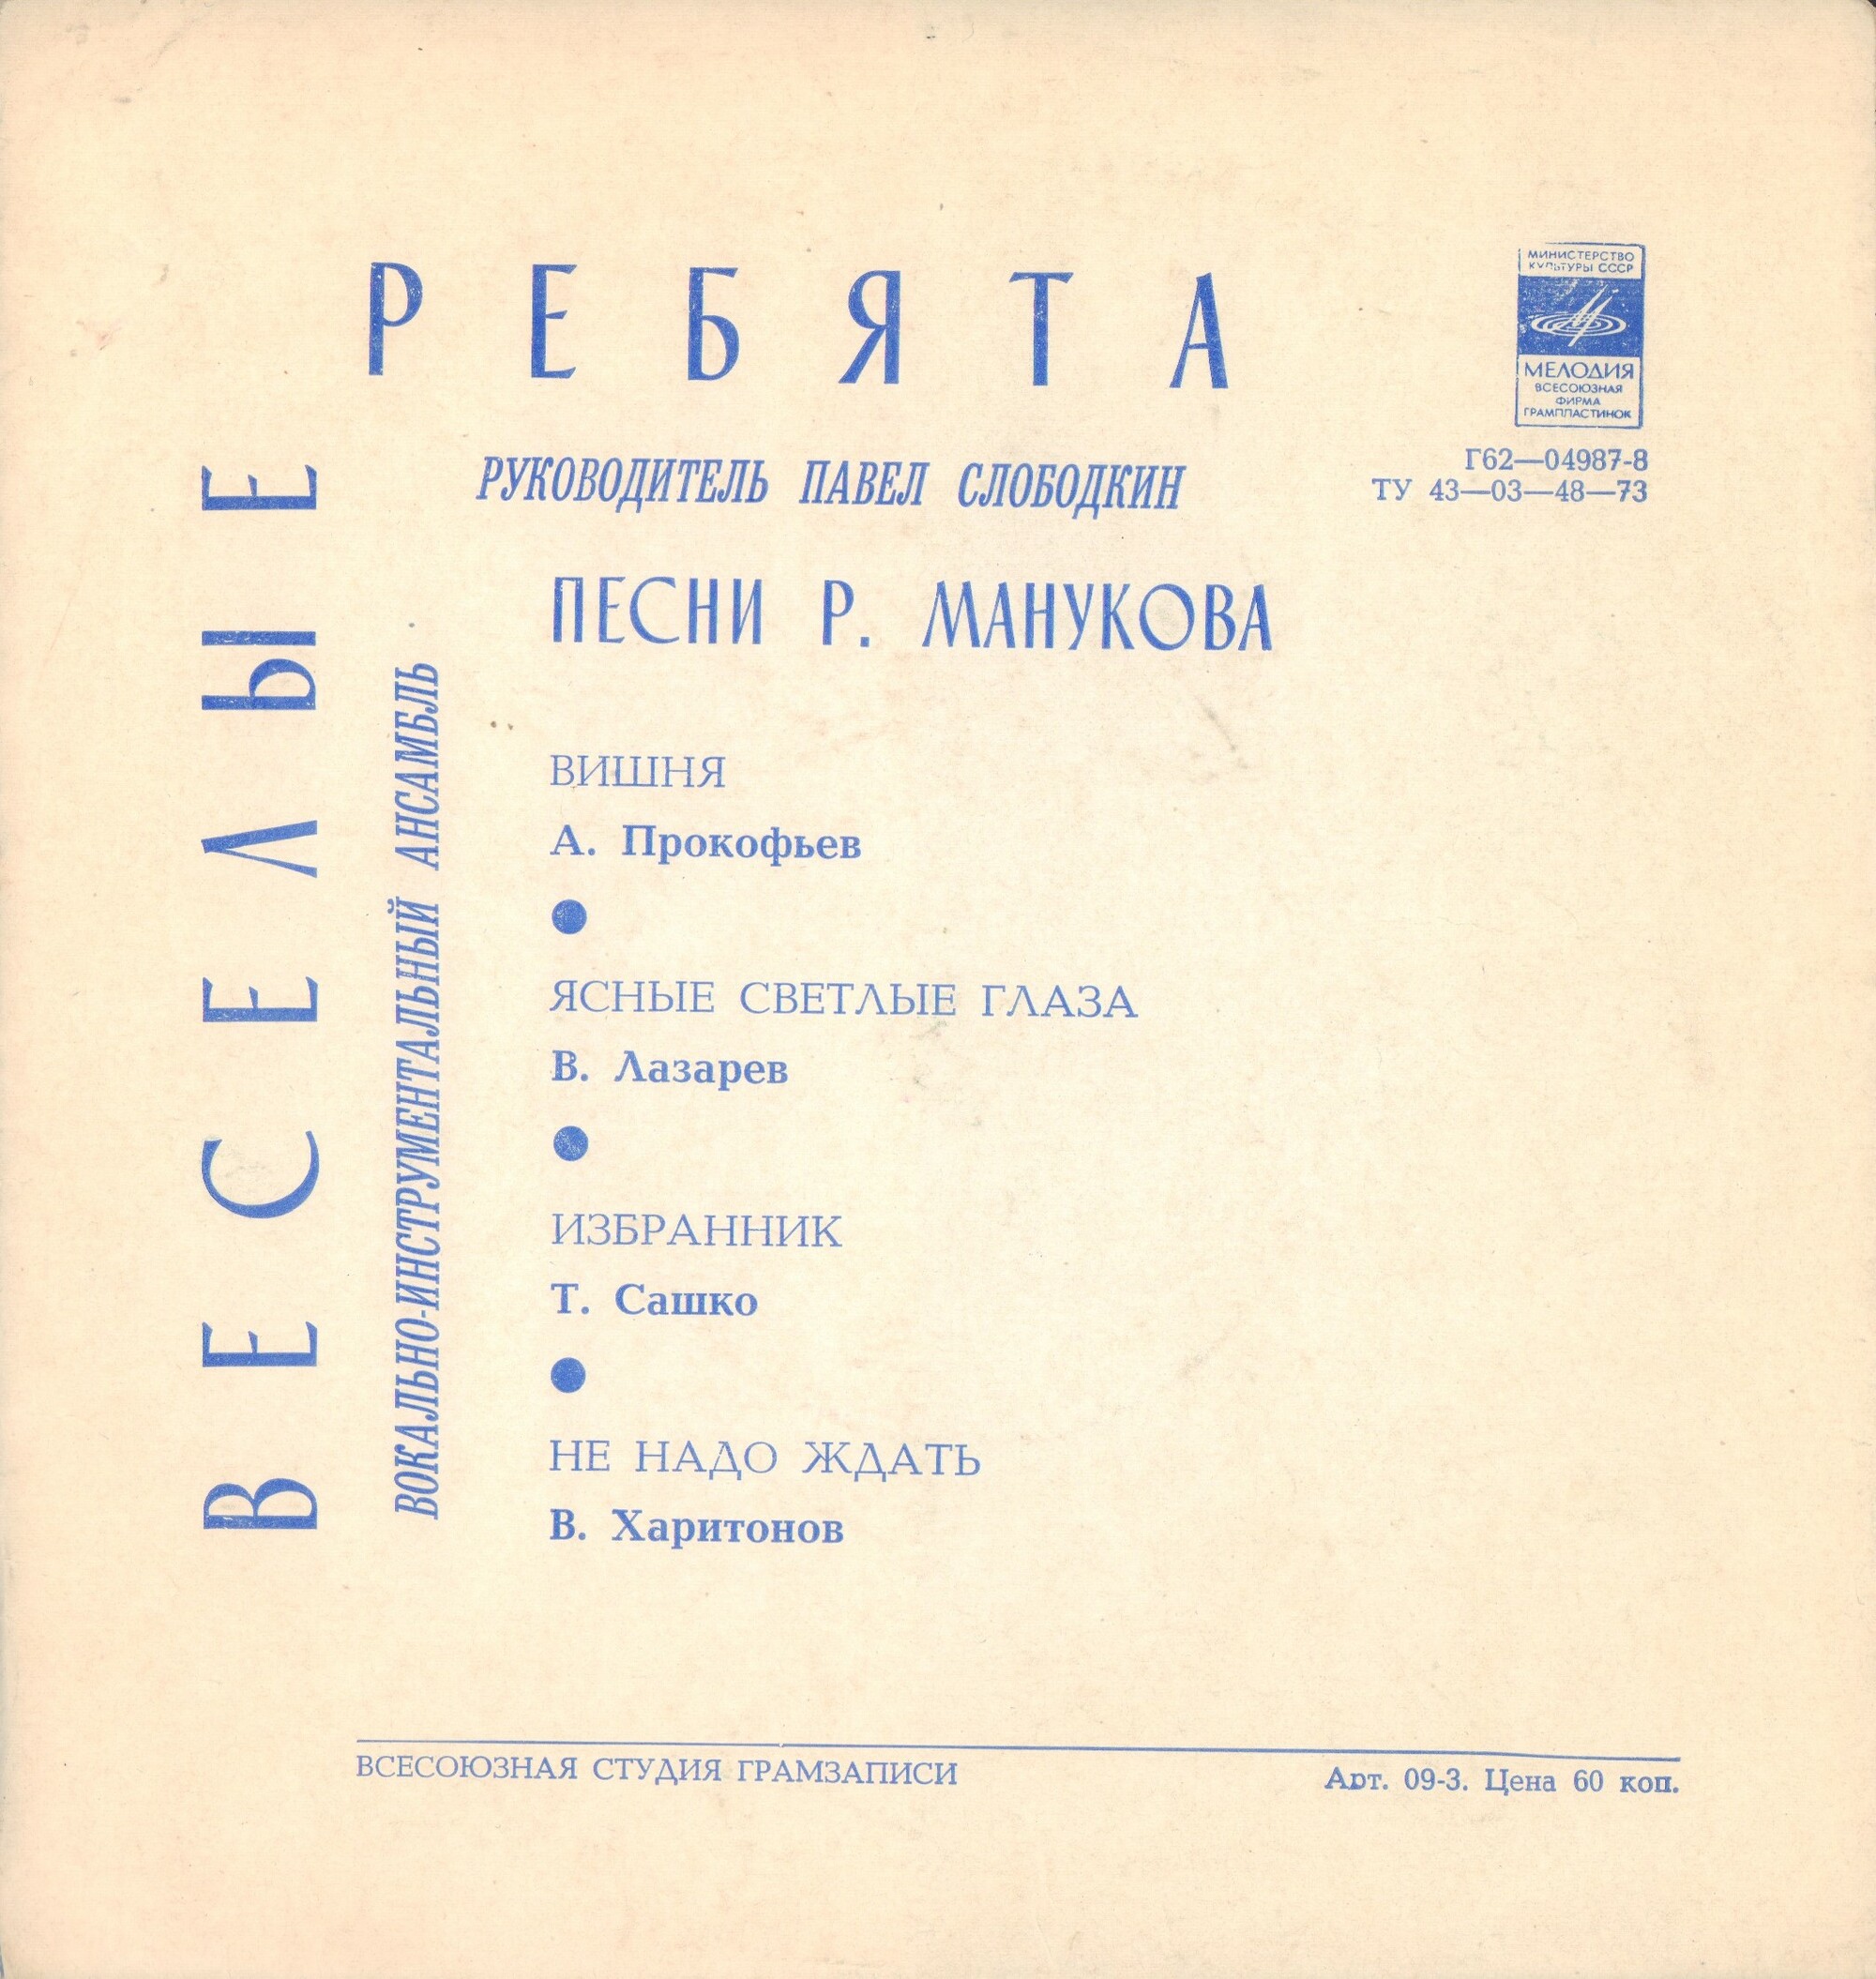 ВЕСЕЛЫЕ
РЕБЯТА
ВОКАЛЬНО-ИНСТРУМЕНТАЛЬНЫЙ АНСАМБЛЬ
РУКОВОДИТЕЛЬ ПАВЕЛ СЛОБОДКИН
МИНИСТЕРСТВО
КУЛЬТУРЫ СССР
МЕЛОДИЯ
ВСЕСОЮЗНАЯ
ФИРМА
ГРАМПЛАСТИНОК
Г62—04987-8
ТУ 43—03—48—73
ПЕСНИ Р. МАНУКОВА
ВИШНЯ
А. Прокофьев
ЯСНЫЕ СВЕТЛЫЕ ГЛАЗА
В. Лазарев
ИЗБРАННИК
Т. Сашко
НЕ НАДО ЖДАТЬ
В. Харитонов
ВСЕСОЮЗНАЯ СТУДИЯ ГРАМЗАПИСИ
Арт. 09-3. Цена 60 коп.